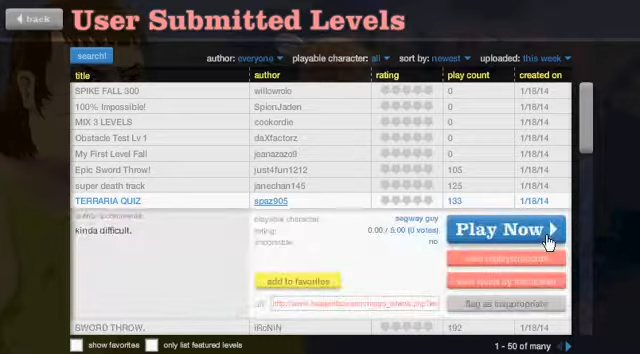 back User Submitted Levels
search! author: everyone playable character: all sort by: newest uploaded: this week
title author rating play count created on
SPIKE FALL 300 willowrolo 0 1/18/14
100% Impossible! SpionJaden 0 1/18/14
MIX 3 LEVELS cookordie 0 1/18/14
Obstacle Test Lv 1 daXfactorz 0 1/18/14
My First Level Fall jeanazazo9 0 1/18/14
Epic Sword Throw! just4fun1212 105 1/18/14
super death track janschan145 125 1/18/14
TERRARIA QUIZ spaz905 133 1/18/14
kinda difficult.
playable character: segway guy
rating: 0.00 / 5.00 (0 votes)
no
Play Now
add to favorites
flag as inappropriate
SWORD THROW. iRoNiN 192 1/18/14
show favorites only list featured levels 1 - 50 of many